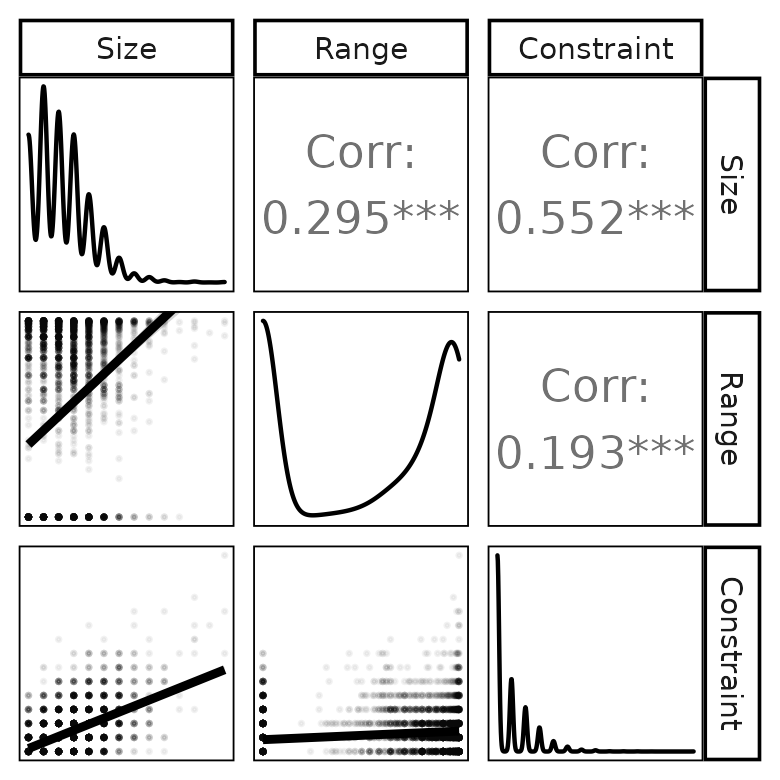 Size
Range
Constraint
Corr:
0.295***
Corr:
0.552***
Size
Corr:
0.193***
Range
Constraint